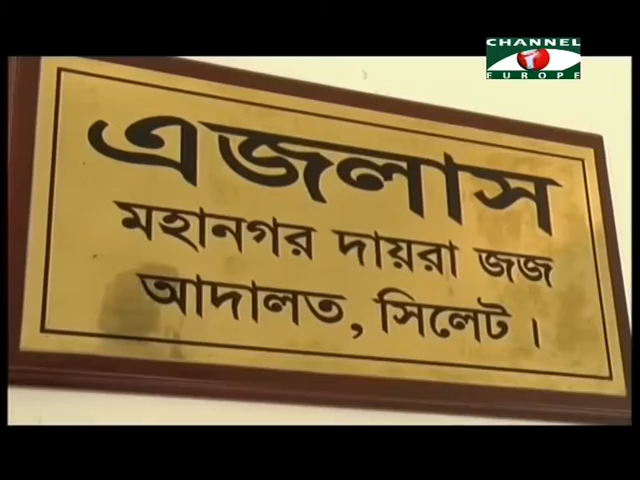 CHANNEL
i
EUROPE
এজলাস
মহানগর দায়রা জজ
আদালত, সিলেট।